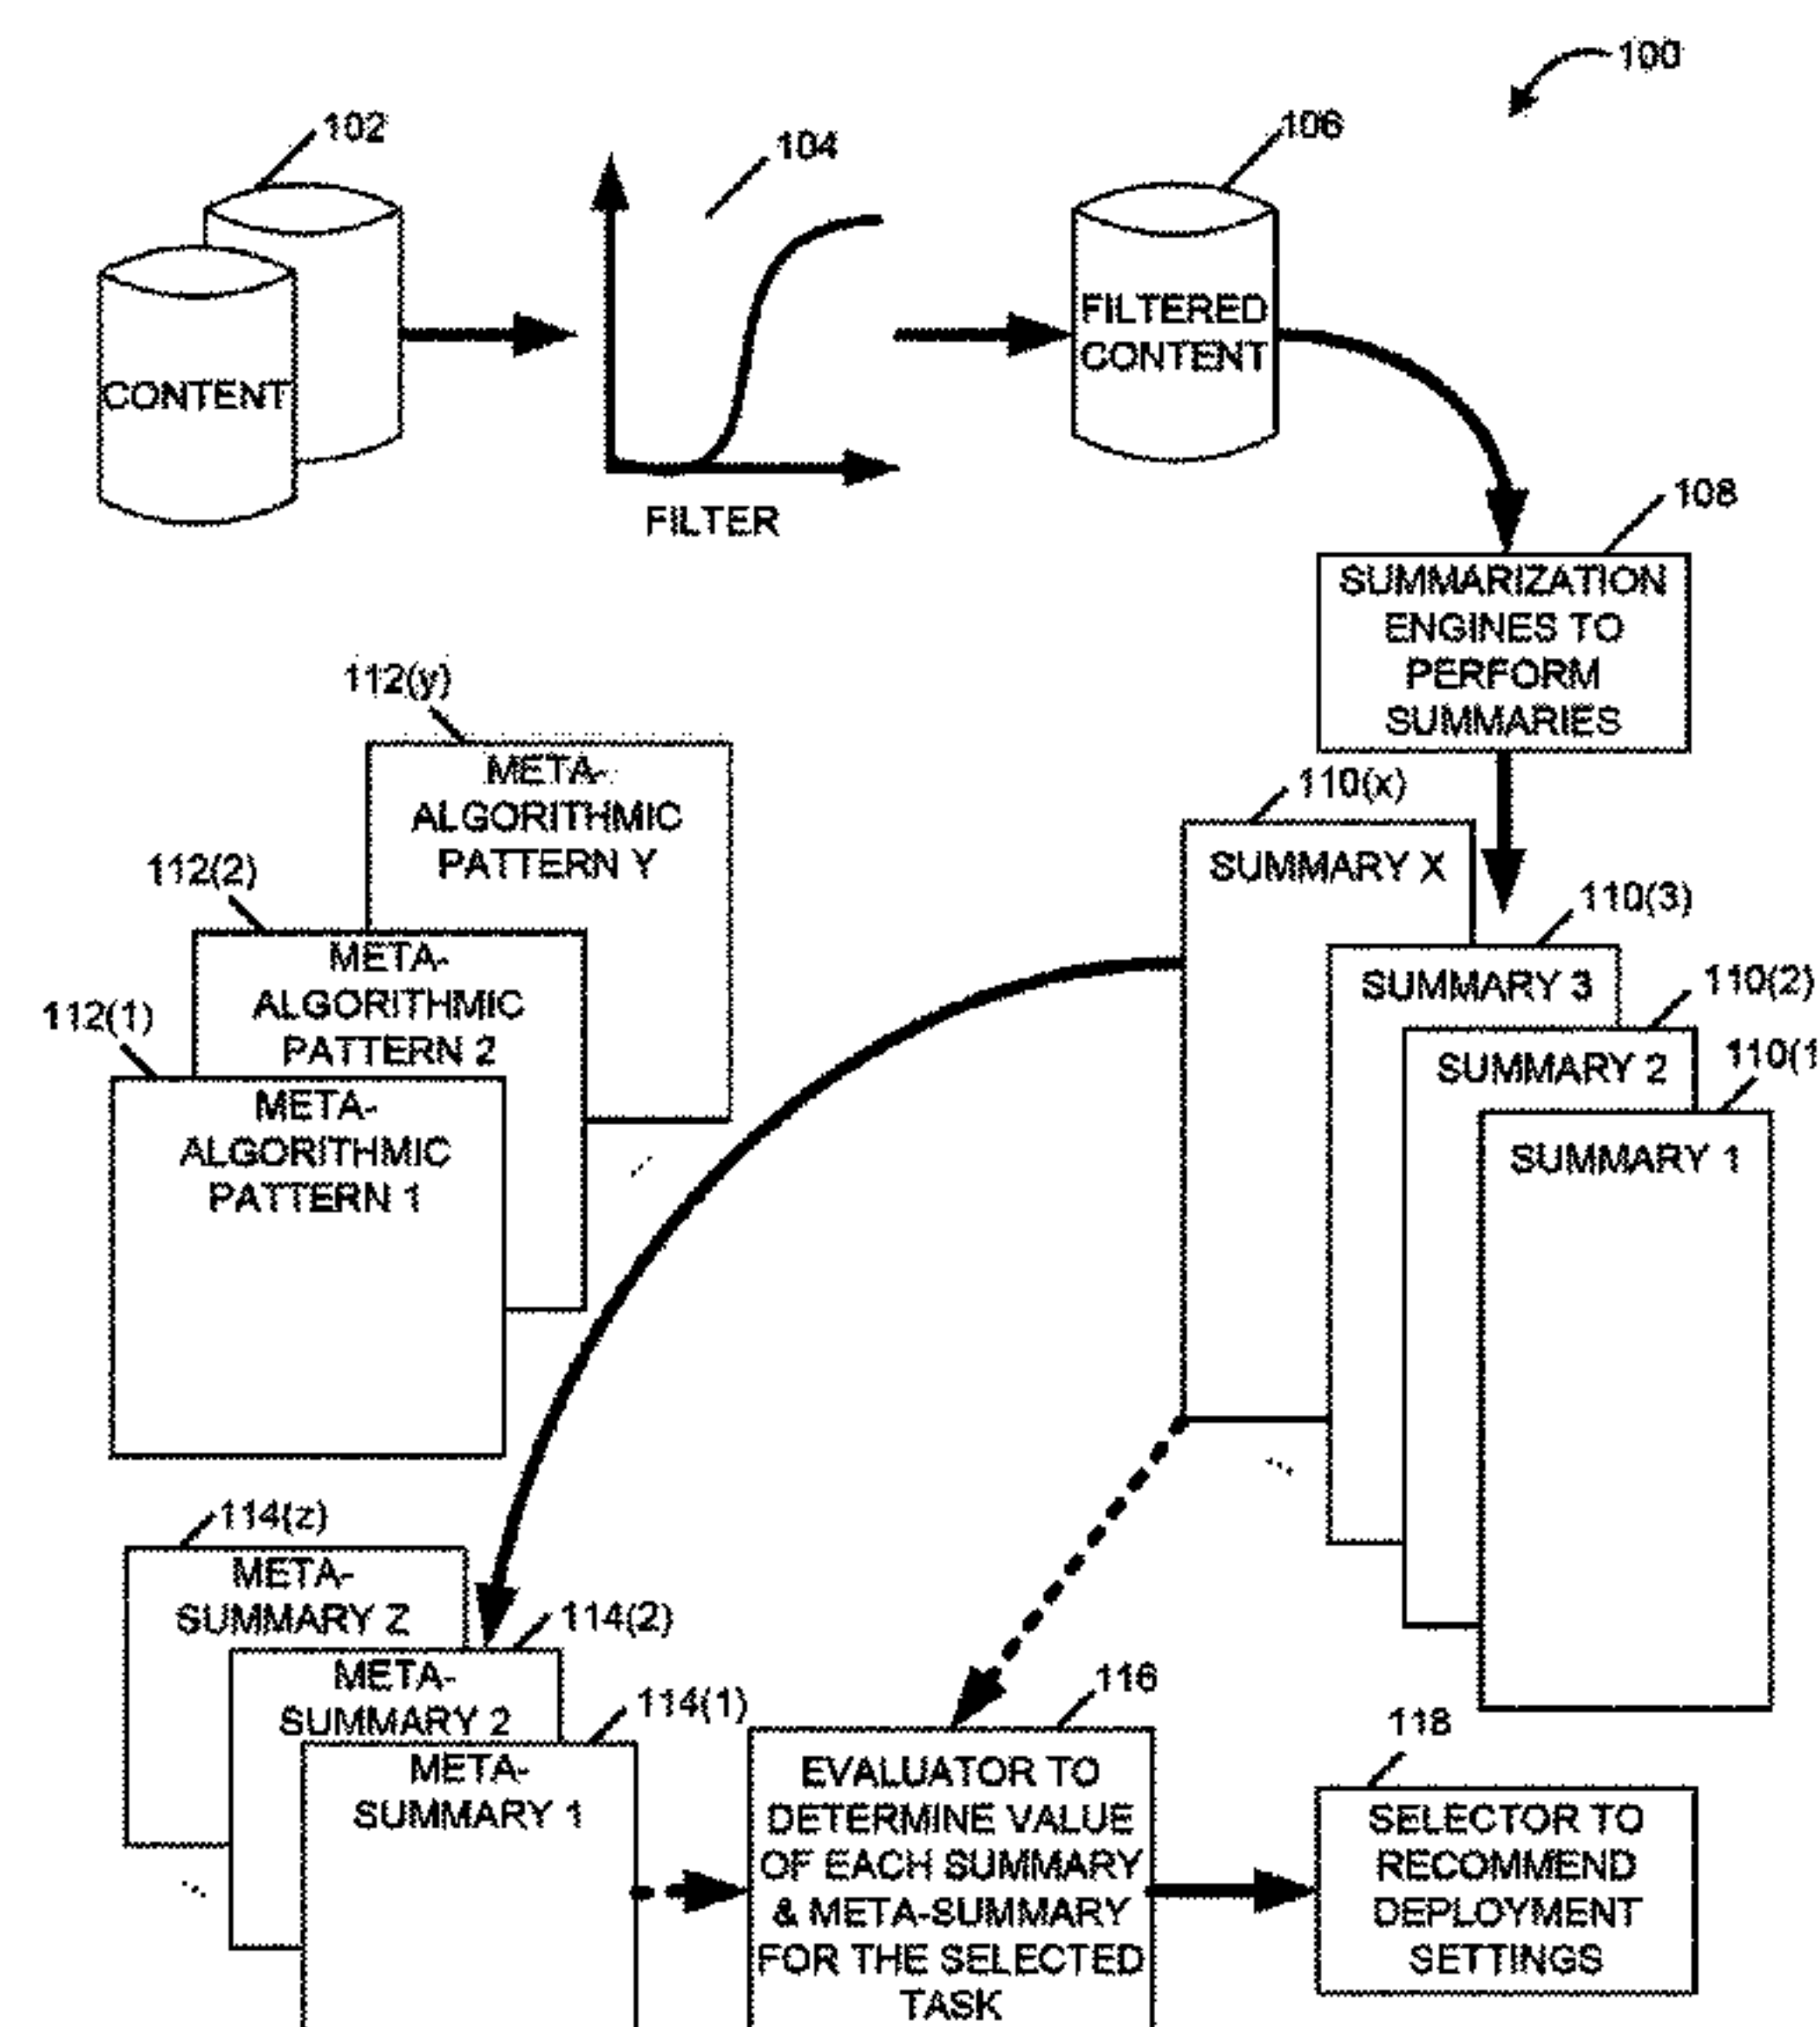 100
102
104
106
CONTENT
FILTERED
CONTENT
FILTER
108
SUMMARIZATION
ENGINES TO
PERFORM
SUMMARIES
112(y)
META-
ALGORITHMIC
PATTERN Y
112(2)
META-
ALGORITHMIC
PATTERN 2
112(1)
META-
ALGORITHMIC
PATTERN 1
...
110(x)
SUMMARY X
110(3)
SUMMARY 3
110(2)
SUMMARY 2
110(1
SUMMARY 1
...
114(z)
META-
SUMMARY Z
114(2)
META-
SUMMARY 2
114(1)
META-
SUMMARY 1
...
116
EVALUATOR TO
DETERMINE VALUE
OF EACH SUMMARY
& META-SUMMARY
FOR THE SELECTED
TASK
118
SELECTOR TO
RECOMMEND
DEPLOYMENT
SETTINGS